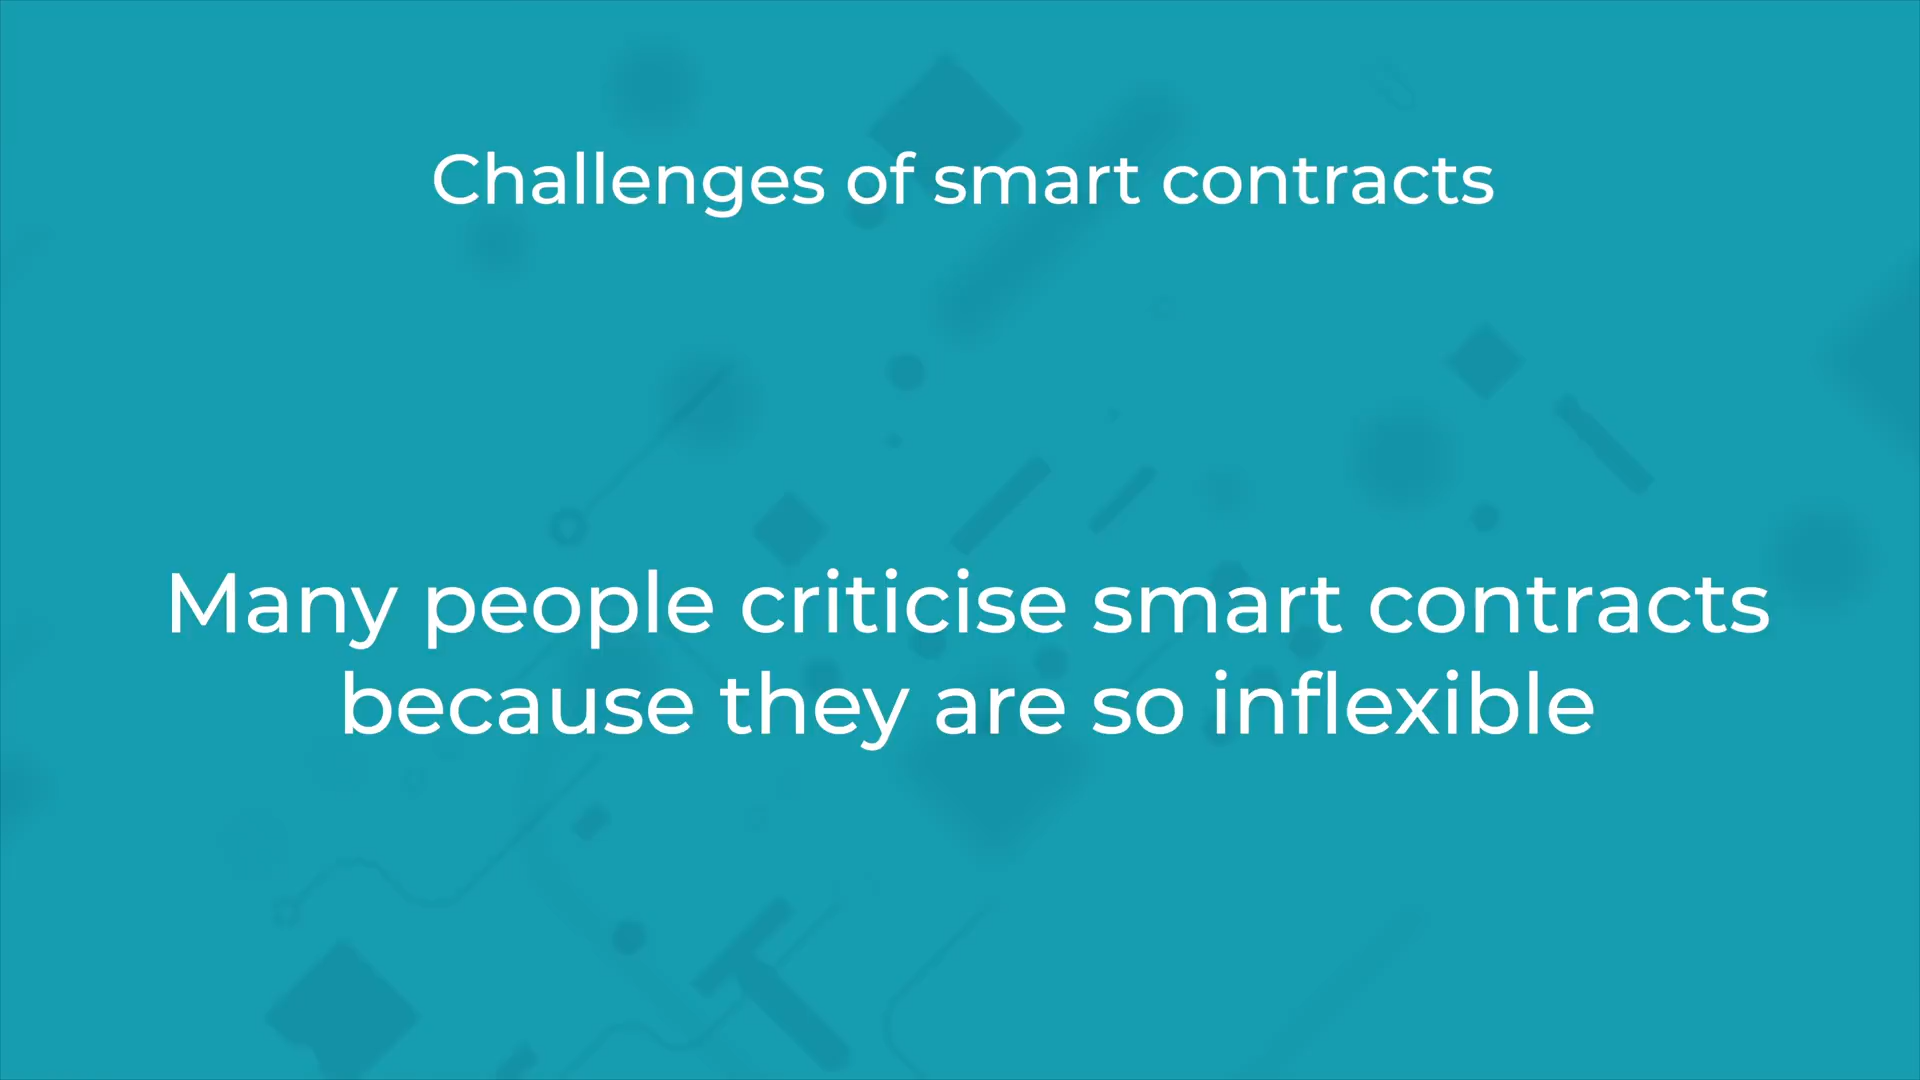 Challenges of smart contracts
Many people criticise smart contracts
because they are so inflexible